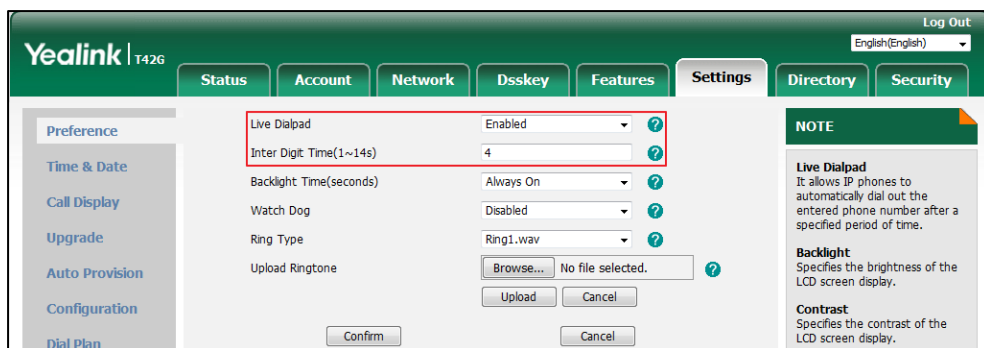 Log Out
Yealink T42G
English(English)
Status Account Network Dsskey Features Settings Directory Security
Preference
Time & Date
Call Display
Upgrade
Auto Provision
Configuration
Dial Plan
Live Dialpad Enabled ?
Inter Digit Time(1~14s) 4 ?
Backlight Time(seconds) Always On ?
Watch Dog Disabled ?
Ring Type Ring1.wav ?
Upload Ringtone Browse... No file selected. ?
Upload Cancel
Confirm Cancel
NOTE
Live Dialpad
It allows IP phones to
automatically dial out the
entered phone number after a
specified period of time.
Backlight
Specifies the brightness of the
LCD screen display.
Contrast
Specifies the contrast of the
LCD screen display.